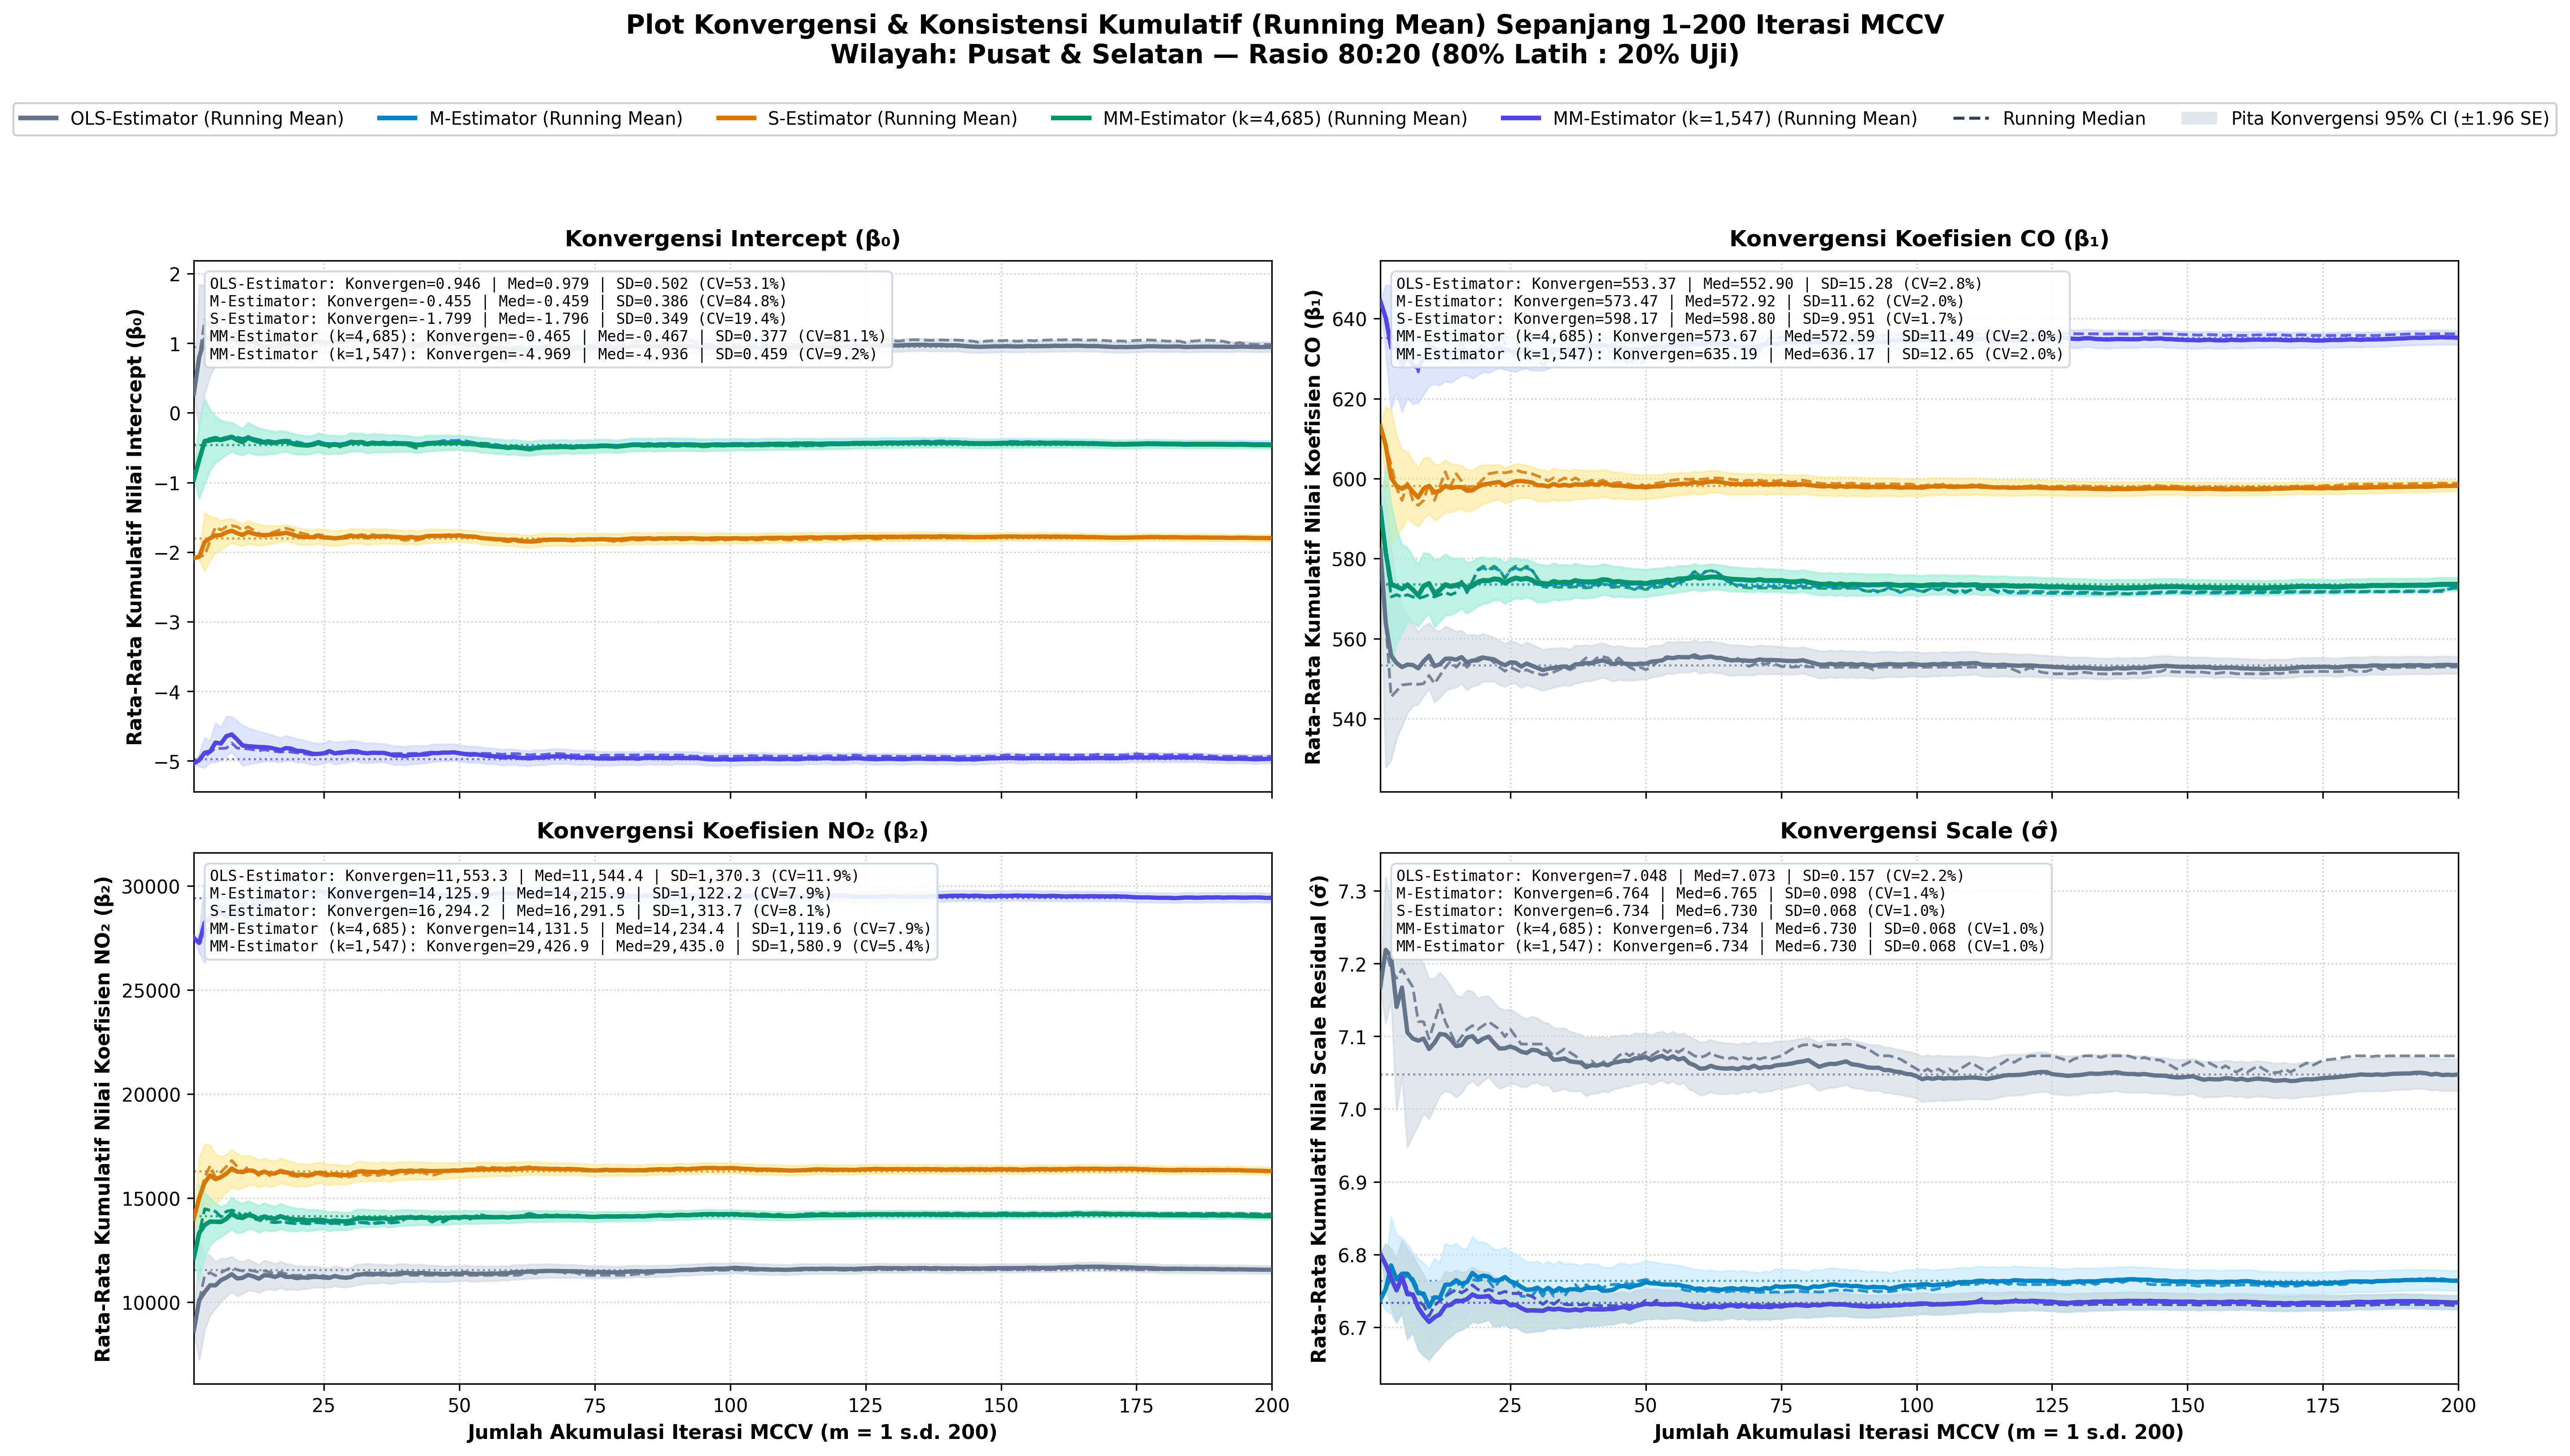 Plot Konvergensi & Konsistensi Kumulatif (Running Mean) Sepanjang 1–200 Iterasi MCCV
Wilayah: Pusat & Selatan — Rasio 80:20 (80% Latih : 20% Uji)
OLS-Estimator (Running Mean)
M-Estimator (Running Mean)
S-Estimator (Running Mean)
MM-Estimator (k=4,685) (Running Mean)
MM-Estimator (k=1,547) (Running Mean)
Running Median
Pita Konvergensi 95% CI (±1.96 SE)
Konvergensi Intercept (β₀)
OLS-Estimator: Konvergen=0.946 | Med=0.979 | SD=0.502 (CV=53.1%)
M-Estimator: Konvergen=-0.455 | Med=-0.459 | SD=0.386 (CV=84.8%)
S-Estimator: Konvergen=-1.799 | Med=-1.796 | SD=0.349 (CV=19.4%)
MM-Estimator (k=4,685): Konvergen=-0.465 | Med=-0.467 | SD=0.377 (CV=81.1%)
MM-Estimator (k=1,547): Konvergen=-4.969 | Med=-4.936 | SD=0.459 (CV=9.2%)
Rata-Rata Kumulatif Nilai Intercept (β₀)
2
1
0
−1
−2
−3
−4
−5
Konvergensi Koefisien CO (β₁)
OLS-Estimator: Konvergen=553.37 | Med=552.90 | SD=15.28 (CV=2.8%)
M-Estimator: Konvergen=573.47 | Med=572.92 | SD=11.62 (CV=2.0%)
S-Estimator: Konvergen=598.17 | Med=598.80 | SD=9.951 (CV=1.7%)
MM-Estimator (k=4,685): Konvergen=573.67 | Med=572.59 | SD=11.49 (CV=2.0%)
MM-Estimator (k=1,547): Konvergen=635.19 | Med=636.17 | SD=12.65 (CV=2.0%)
Rata-Rata Kumulatif Nilai Koefisien CO (β₁)
640
620
600
580
560
540
Konvergensi Koefisien NO₂ (β₂)
OLS-Estimator: Konvergen=11,553.3 | Med=11,544.4 | SD=1,370.3 (CV=11.9%)
M-Estimator: Konvergen=14,125.9 | Med=14,215.9 | SD=1,122.2 (CV=7.9%)
S-Estimator: Konvergen=16,294.2 | Med=16,291.5 | SD=1,313.7 (CV=8.1%)
MM-Estimator (k=4,685): Konvergen=14,131.5 | Med=14,234.4 | SD=1,119.6 (CV=7.9%)
MM-Estimator (k=1,547): Konvergen=29,426.9 | Med=29,435.0 | SD=1,580.9 (CV=5.4%)
Rata-Rata Kumulatif Nilai Koefisien NO₂ (β₂)
30000
25000
20000
15000
10000
25
50
75
100
125
150
175
200
Jumlah Akumulasi Iterasi MCCV (m = 1 s.d. 200)
Konvergensi Scale (σ̂)
OLS-Estimator: Konvergen=7.048 | Med=7.073 | SD=0.157 (CV=2.2%)
M-Estimator: Konvergen=6.764 | Med=6.765 | SD=0.098 (CV=1.4%)
S-Estimator: Konvergen=6.734 | Med=6.730 | SD=0.068 (CV=1.0%)
MM-Estimator (k=4,685): Konvergen=6.734 | Med=6.730 | SD=0.068 (CV=1.0%)
MM-Estimator (k=1,547): Konvergen=6.734 | Med=6.730 | SD=0.068 (CV=1.0%)
Rata-Rata Kumulatif Nilai Scale Residual (σ̂)
7.3
7.2
7.1
7.0
6.9
6.8
6.7
25
50
75
100
125
150
175
200
Jumlah Akumulasi Iterasi MCCV (m = 1 s.d. 200)